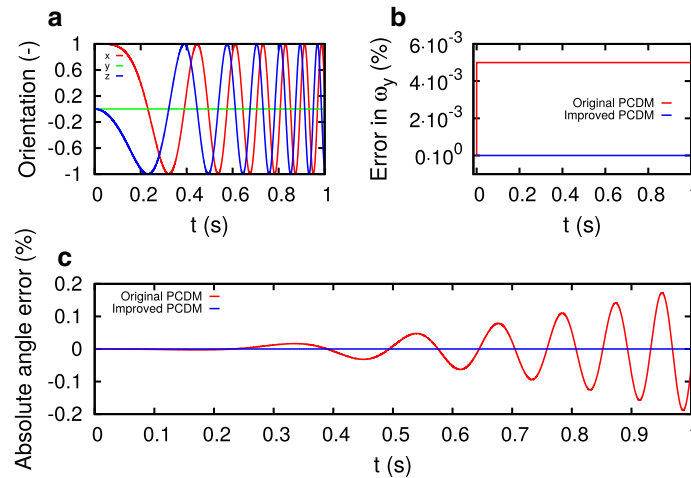 a
Orientation (-)
1
0.6
0.2
-0.2
-0.6
-1
x
y
z
0 0.2 0.4 0.6 0.8 1
t (s)
b
Error in ω_y (%)
6·10⁻³
4·10⁻³
2·10⁻³
0·10⁰
Original PCDM
Improved PCDM
0 0.2 0.4 0.6 0.8 1
t (s)
c
Absolute angle error (%)
0.2
0.1
0
-0.1
-0.2
Original PCDM
Improved PCDM
0 0.1 0.2 0.3 0.4 0.5 0.6 0.7 0.8 0.9 1
t (s)